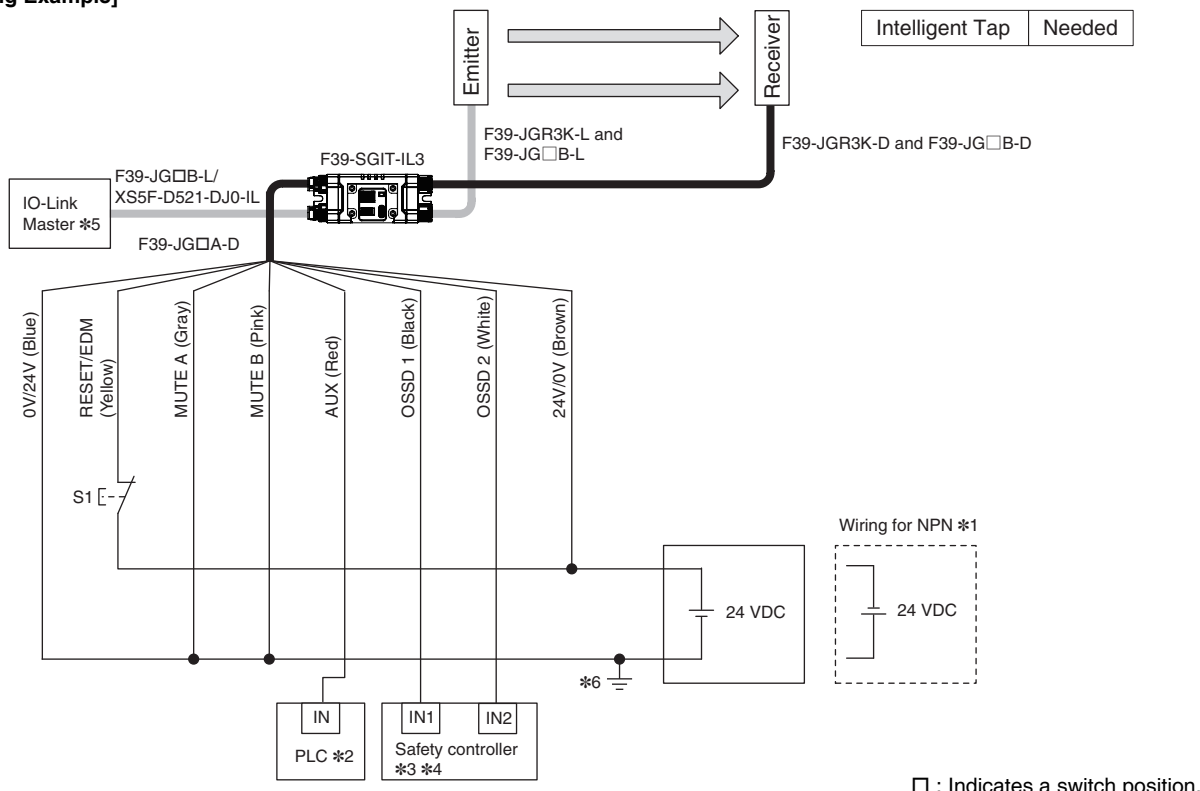 g Example]
Emitter
Receiver
Intelligent Tap Needed
F39-JGR3K-L and
F39-JG□B-L
F39-JGR3K-D and F39-JG□B-D
F39-SGIT-IL3
F39-JG□B-L/
XS5F-D521-DJ0-IL
IO-Link
Master ✻5
F39-JG□A-D
0V/24V (Blue)
RESET/EDM
(Yellow)
MUTE A (Gray)
MUTE B (Pink)
AUX (Red)
OSSD 1 (Black)
OSSD 2 (White)
24V/0V (Brown)
S1
Wiring for NPN ✻1
24 VDC
24 VDC
✻6
IN
IN1
IN2
PLC ✻2
Safety controller
✻3 ✻4
□ : Indicates a switch position.